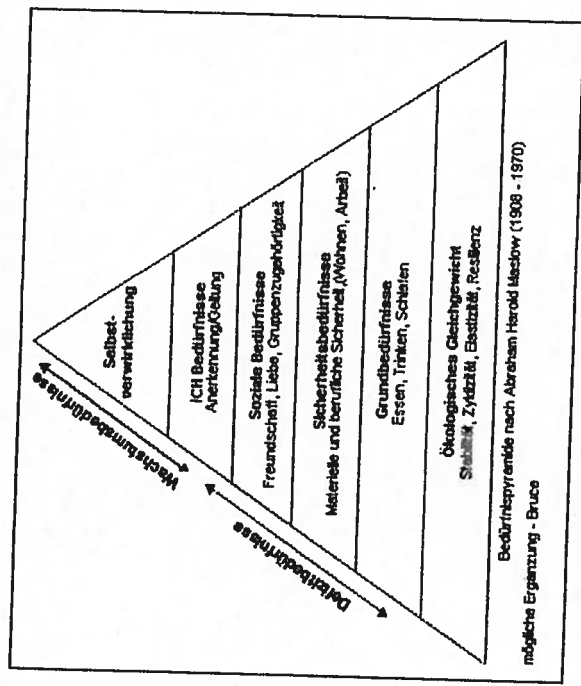 Selbst-
verwirklichung
ICH Bedürfnisse
Anerkennung/Geltung
Soziale Bedürfnisse
Freundschaft, Liebe, Gruppenzugehörtigkeit
Sicherheitsbedürfnisse
Materielle und berufliche Sicherheit,(Wohnen, Arbeit)
Grundbedürfnisse
Essen, Trinken, Schlafen
Ökologisches Gleichgewicht
Stabilität, Zyklizität, Elastizität, Resilienz
Wachstumsbedürfnisse
Defizitbedürfnisse
Bedürfnispyramide nach Abraham Harold Maslow (1908 - 1970)
mögliche Ergänzung - Bruce